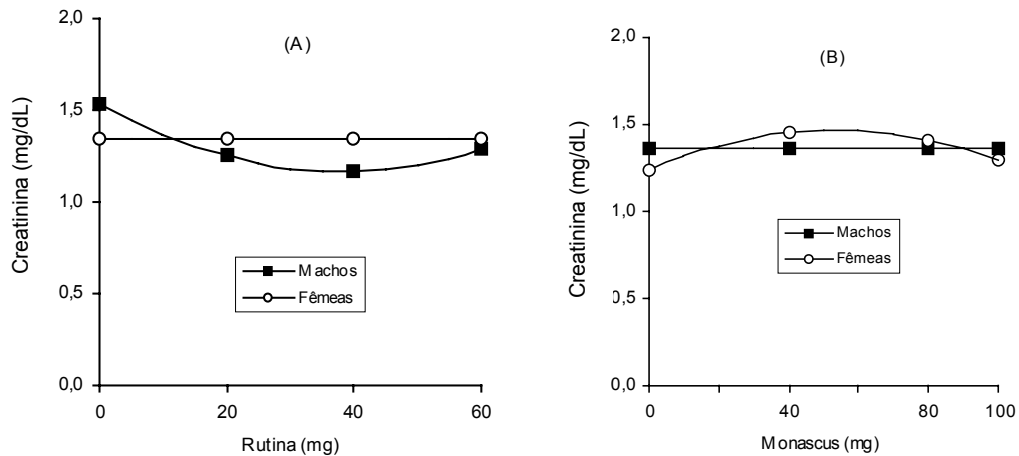 (A)
Creatinina (mg/dL)
2,0
1,5
1,0
0,5
0,0
Machos
Fêmeas
0 20 40 60
Rutina (mg)
(B)
Creatinina (mg/dL)
2,0
1,5
1,0
0,5
0,0
Machos
Fêmeas
0 40 80 100
Monascus (mg)